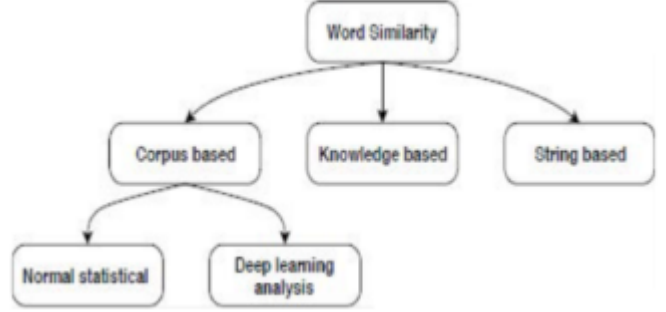 Word Similarity
Corpus based
Knowledge based
String based
Normal statistical
Deep learning
analysis